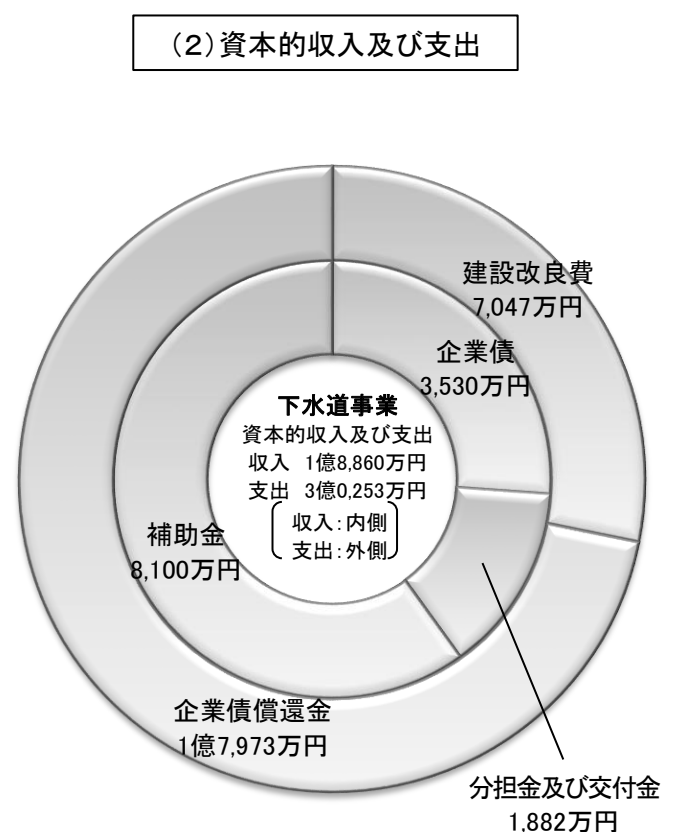 （2）資本的収入及び支出
建設改良費
7,047万円
企業債
3,530万円
下水道事業
資本的収入及び支出
収入 1億8,860万円
支出 3億0,253万円
収入：内側
支出：外側
補助金
8,100万円
企業債償還金
1億7,973万円
分担金及び交付金
1,882万円